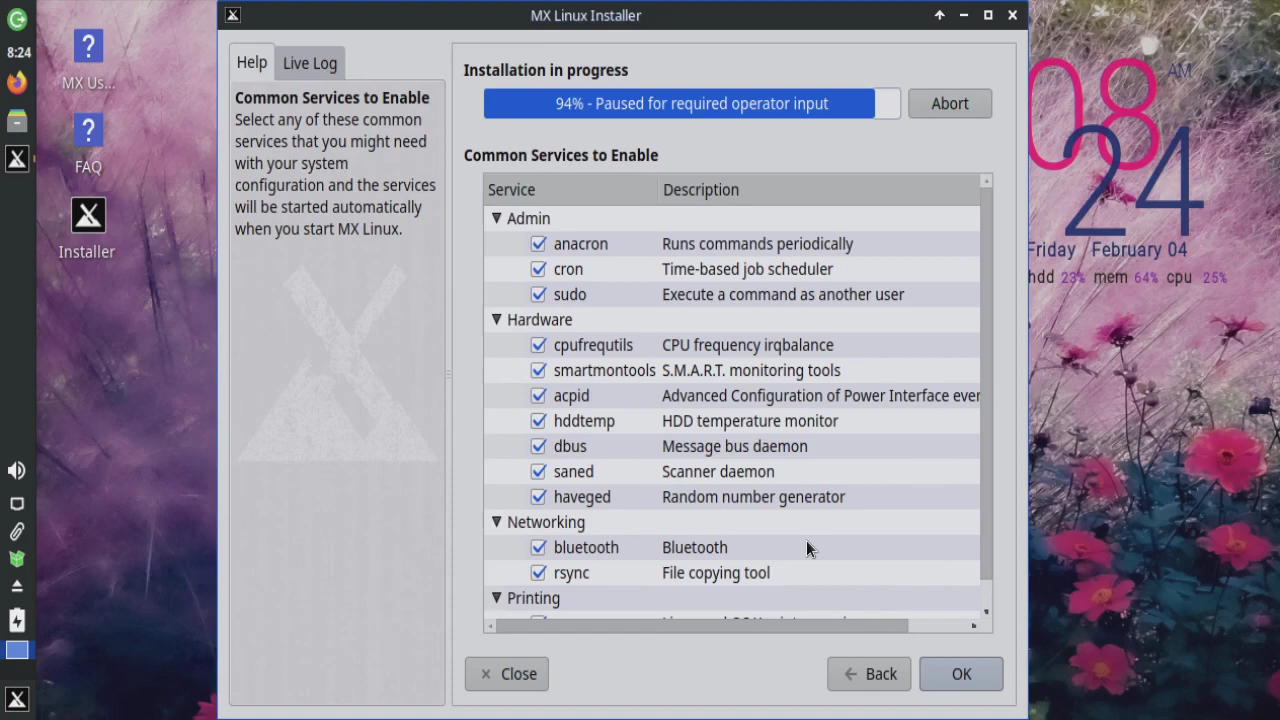 MX Linux Installer
8:24
MX Us...
FAQ
Installer
Help
Live Log
Common Services to Enable
Select any of these common
services that you might need
with your system
configuration and the services
will be started automatically
when you start MX Linux.
Installation in progress
94% - Paused for required operator input
Abort
Common Services to Enable
Service Description
Admin
anacron Runs commands periodically
cron Time-based job scheduler
sudo Execute a command as another user
Hardware
cpufrequtils CPU frequency irqbalance
smartmontools S.M.A.R.T. monitoring tools
acpid Advanced Configuration of Power Interface ever
hddtemp HDD temperature monitor
dbus Message bus daemon
saned Scanner daemon
haveged Random number generator
Networking
bluetooth Bluetooth
rsync File copying tool
Printing
Close
Back
OK
08 AM
24
Friday February 04
hdd 23% mem 64% cpu 25%